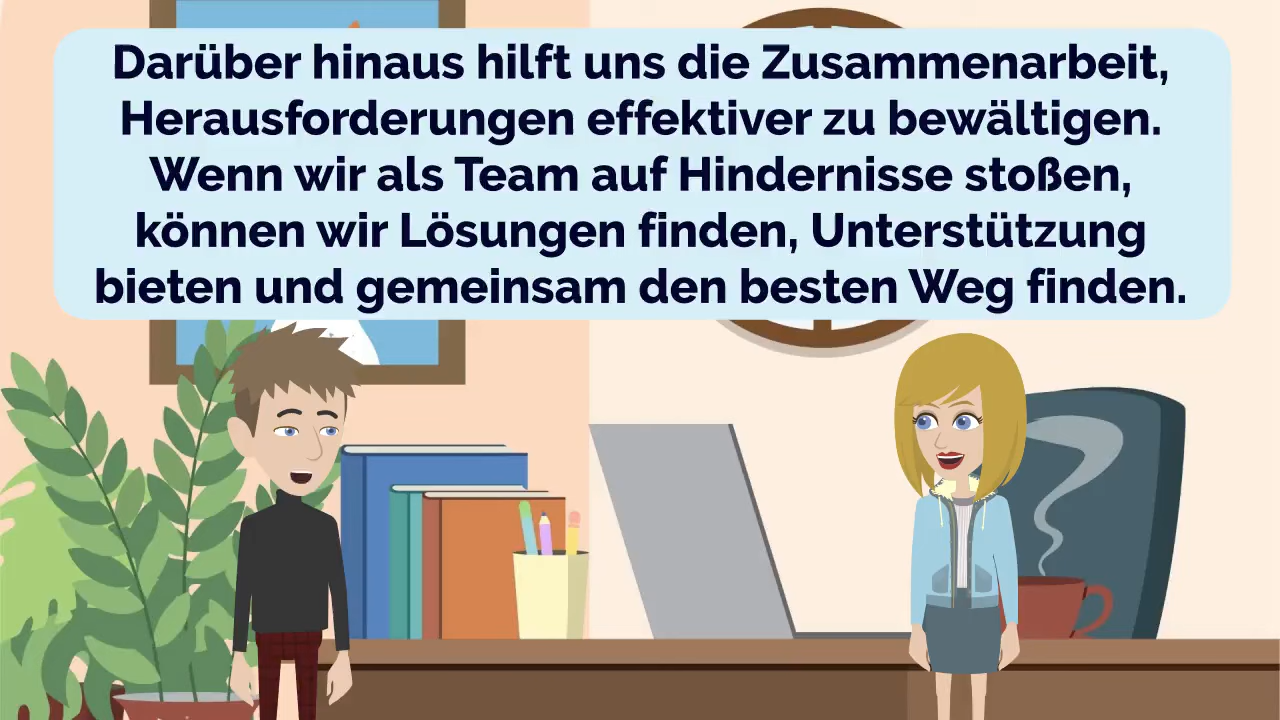 Darüber hinaus hilft uns die Zusammenarbeit,
Herausforderungen effektiver zu bewältigen.
Wenn wir als Team auf Hindernisse stoßen,
können wir Lösungen finden, Unterstützung
bieten und gemeinsam den besten Weg finden.